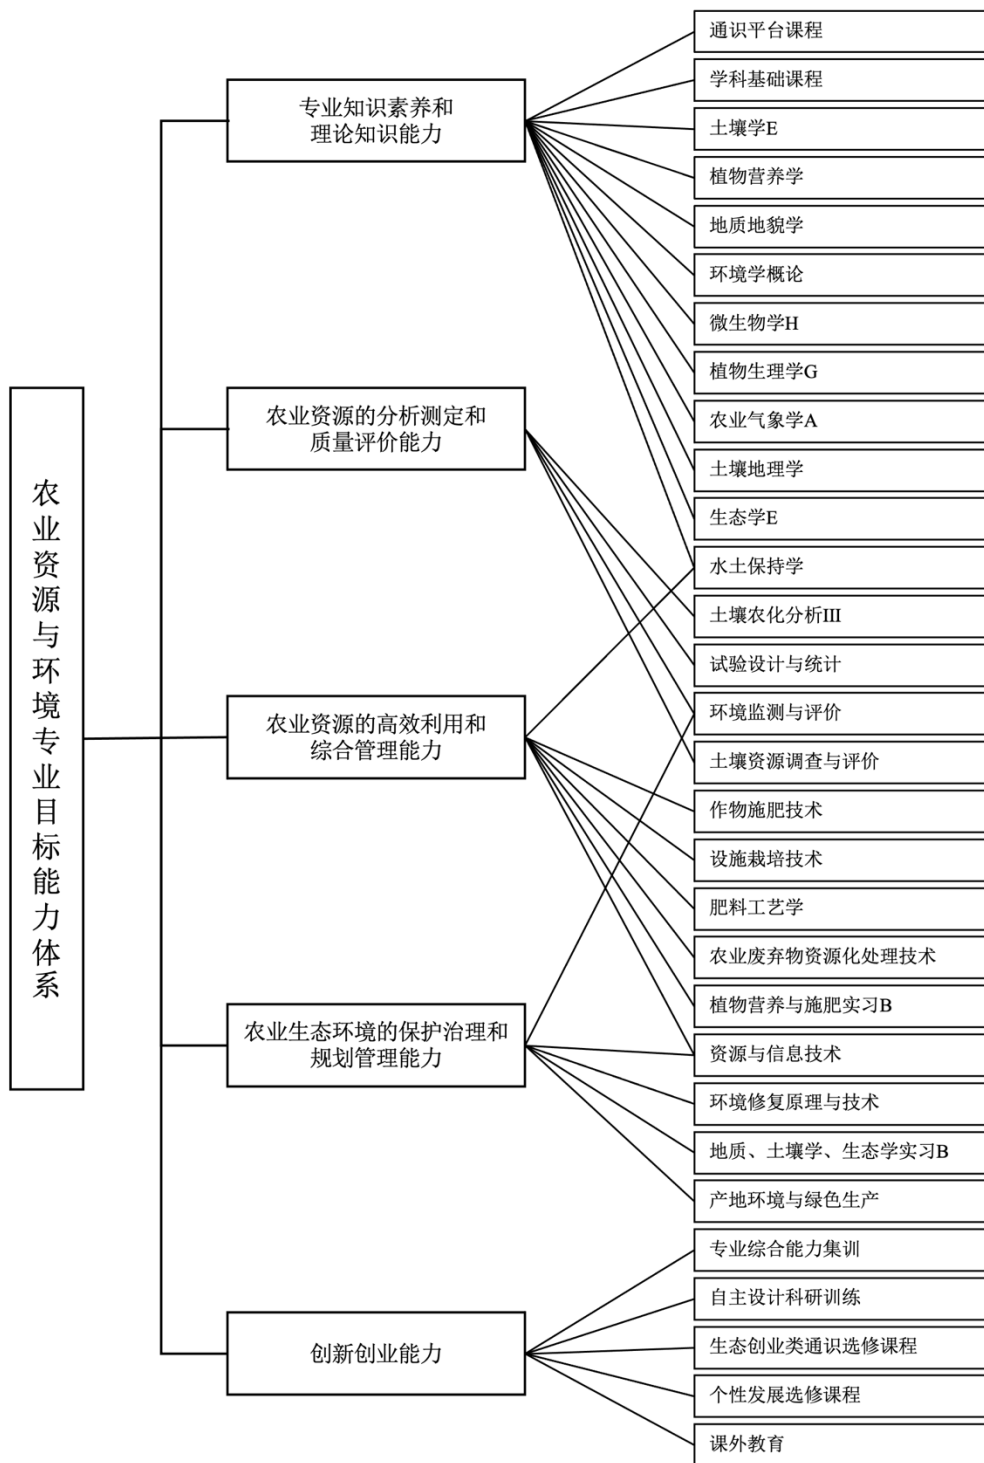 农业资源与环境专业目标能力体系
专业知识素养和
理论知识能力
农业资源的分析测定和
质量评价能力
农业资源的高效利用和
综合管理能力
农业生态环境的保护治理和
规划管理能力
创新创业能力
通识平台课程
学科基础课程
土壤学E
植物营养学
地质地貌学
环境学概论
微生物学H
植物生理学G
农业气象学A
土壤地理学
生态学E
水土保持学
土壤农化分析III
试验设计与统计
环境监测与评价
土壤资源调查与评价
作物施肥技术
设施栽培技术
肥料工艺学
农业废弃物资源化处理技术
植物营养与施肥实习B
资源与信息技术
环境修复原理与技术
地质、土壤学、生态学实习B
产地环境与绿色生产
专业综合能力集训
自主设计科研训练
生态创业类通识选修课程
个性发展选修课程
课外教育